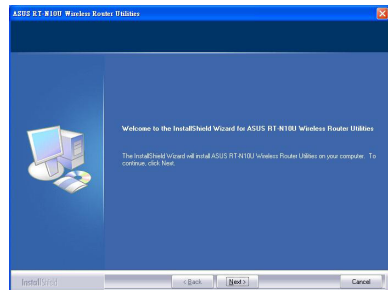 ASUS RT-N10U Wireless Router Utilities
Welcome to the InstallShield Wizard for ASUS RT-N10U Wireless Router Utilities
The InstallShield Wizard will install ASUS RT-N10U Wireless Router Utilities on your computer. To
continue, click Next.
InstallShield
< Back
Next >
Cancel